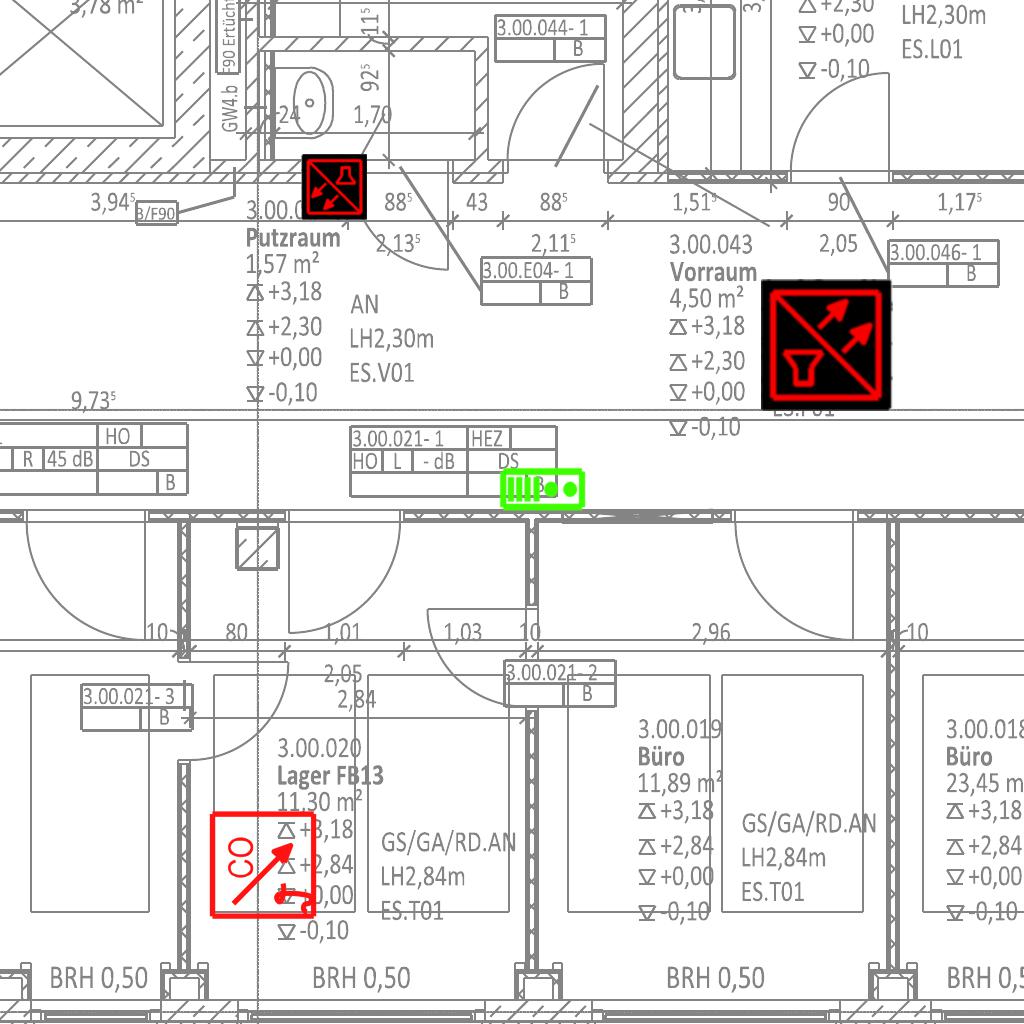 3,78 m²
F90 Ertücht
GW4.b
24
11⁵
92⁵
1,70
3.00.044- 1
B
+2,30
+0,00
-0,10
LH2,30m
ES.L01
3,94⁵
B/F90
88⁵
43
88⁵
1,51⁵
90
1,17⁵
2,13⁵
2,11⁵
2,05
Putzraum
1,57 m²
+3,18
+2,30
+0,00
-0,10
AN
LH2,30m
ES.V01
3.00.E04- 1
B
3.00.043
Vorraum
4,50 m²
+3,18
+2,30
+0,00
-0,10
3.00.046- 1
B
9,73⁵
HO
R
45 dB
DS
B
3.00.021- 1
HEZ
HO
L
- dB
DS
B
10
80
1,01
1,03
10
2,96
10
2,05
2,84
3.00.021- 3
B
3.00.021- 2
B
3.00.020
Lager FB13
11,30 m²
+3,18
+2,84
+0,00
-0,10
CO
GS/GA/RD.AN
LH2,84m
ES.T01
3.00.019
Büro
11,89 m²
+3,18
+2,84
+0,00
-0,10
GS/GA/RD.AN
LH2,84m
ES.T01
3.00.018
Büro
23,45 m
+3,18
+2,84
+0,00
-0,10
BRH 0,50
BRH 0,50
BRH 0,50
BRH 0,5